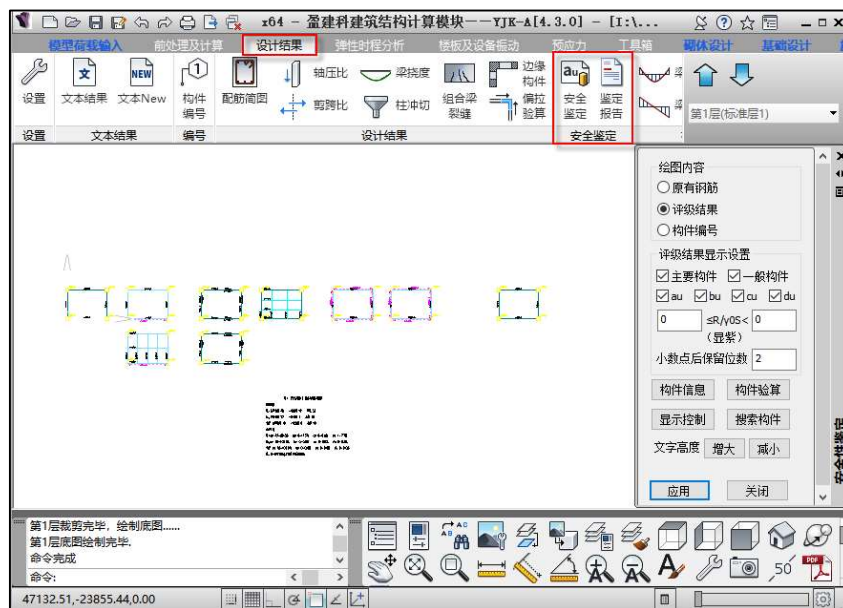 x64 - 盈建科建筑结构计算模块--YJK-A[4.3.0] - [I:\...
模型荷载输入 前处理及计算 设计结果 弹性时程分析 楼板及设备振动 预应力 工具箱 砌体设计 基础设计
设置 文本结果 文本New 构件编号 配筋简图 轴压比 剪跨比 梁挠度 柱冲切 组合梁裂缝 边缘构件 偏拉验算 安全鉴定 鉴定报告 梁
第1层(标准层1)
设置 文本结果 编号 设计结果 安全鉴定
绘图内容
原有钢筋
评级结果
构件编号
评级结果显示设置
主要构件 一般构件
au bu cu du
0 ≤R/γ0S< 0
(显紫)
小数点后保留位数 2
构件信息 构件验算
显示控制 搜索构件
文字高度 增大 减小
应用 关闭
安全性鉴定
第1层裁剪完毕，绘制底图......
第1层底图绘制完毕.
命令完成
命令:
47132.51,-23855.44,0.00